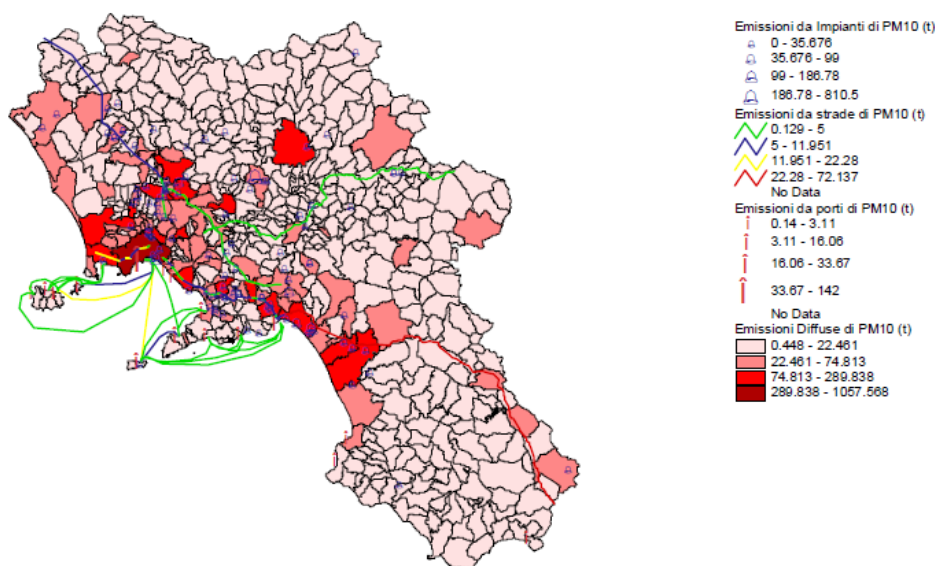 Emissioni da Impianti di PM10 (t)
0 - 35.676
35.676 - 99
99 - 186.78
186.78 - 810.5
Emissioni da strade di PM10 (t)
0.129 - 5
5 - 11.951
11.951 - 22.28
22.28 - 72.137
No Data
Emissioni da porti di PM10 (t)
0.14 - 3.11
3.11 - 16.06
16.06 - 33.67
33.67 - 142
No Data
Emissioni Diffuse di PM10 (t)
0.448 - 22.461
22.461 - 74.813
74.813 - 289.838
289.838 - 1057.568